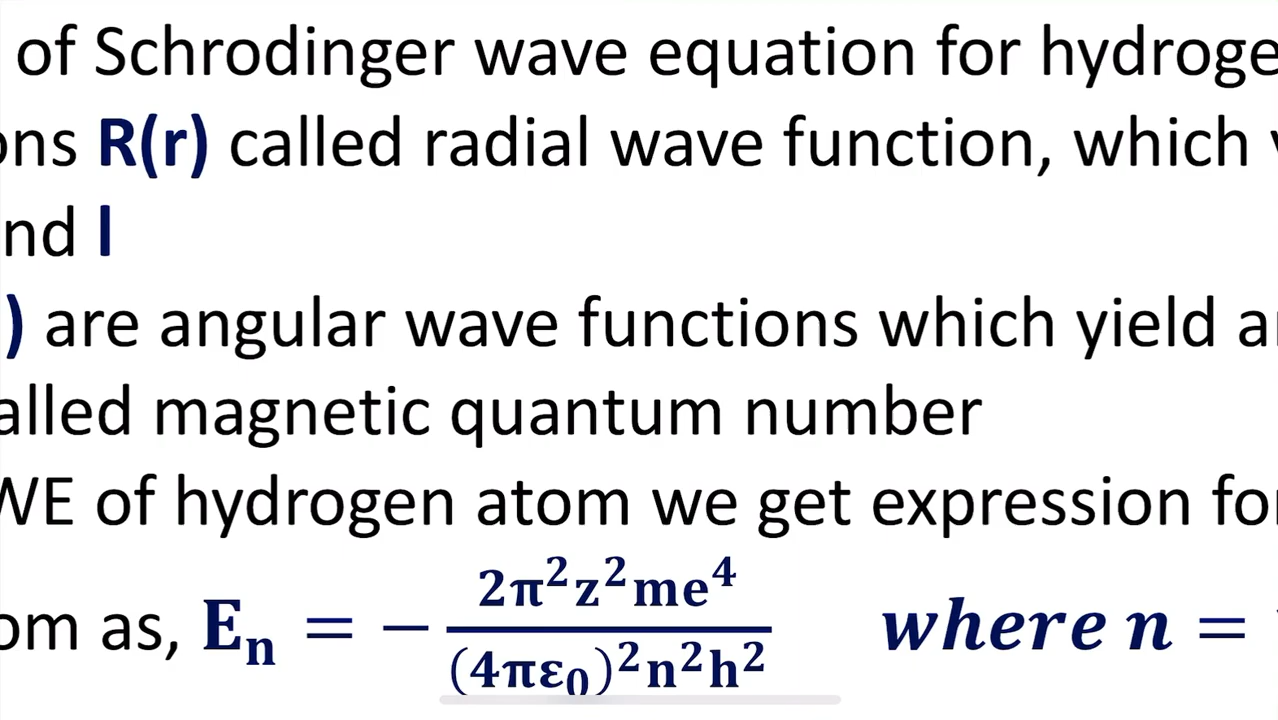 of Schrodinger wave equation for hydroge
ons R(r) called radial wave function, which
nd l
) are angular wave functions which yield a
alled magnetic quantum number
WE of hydrogen atom we get expression fo
om as, Eₙ = − 2π²z²me⁴ / (4πε₀)²n²h² where n =